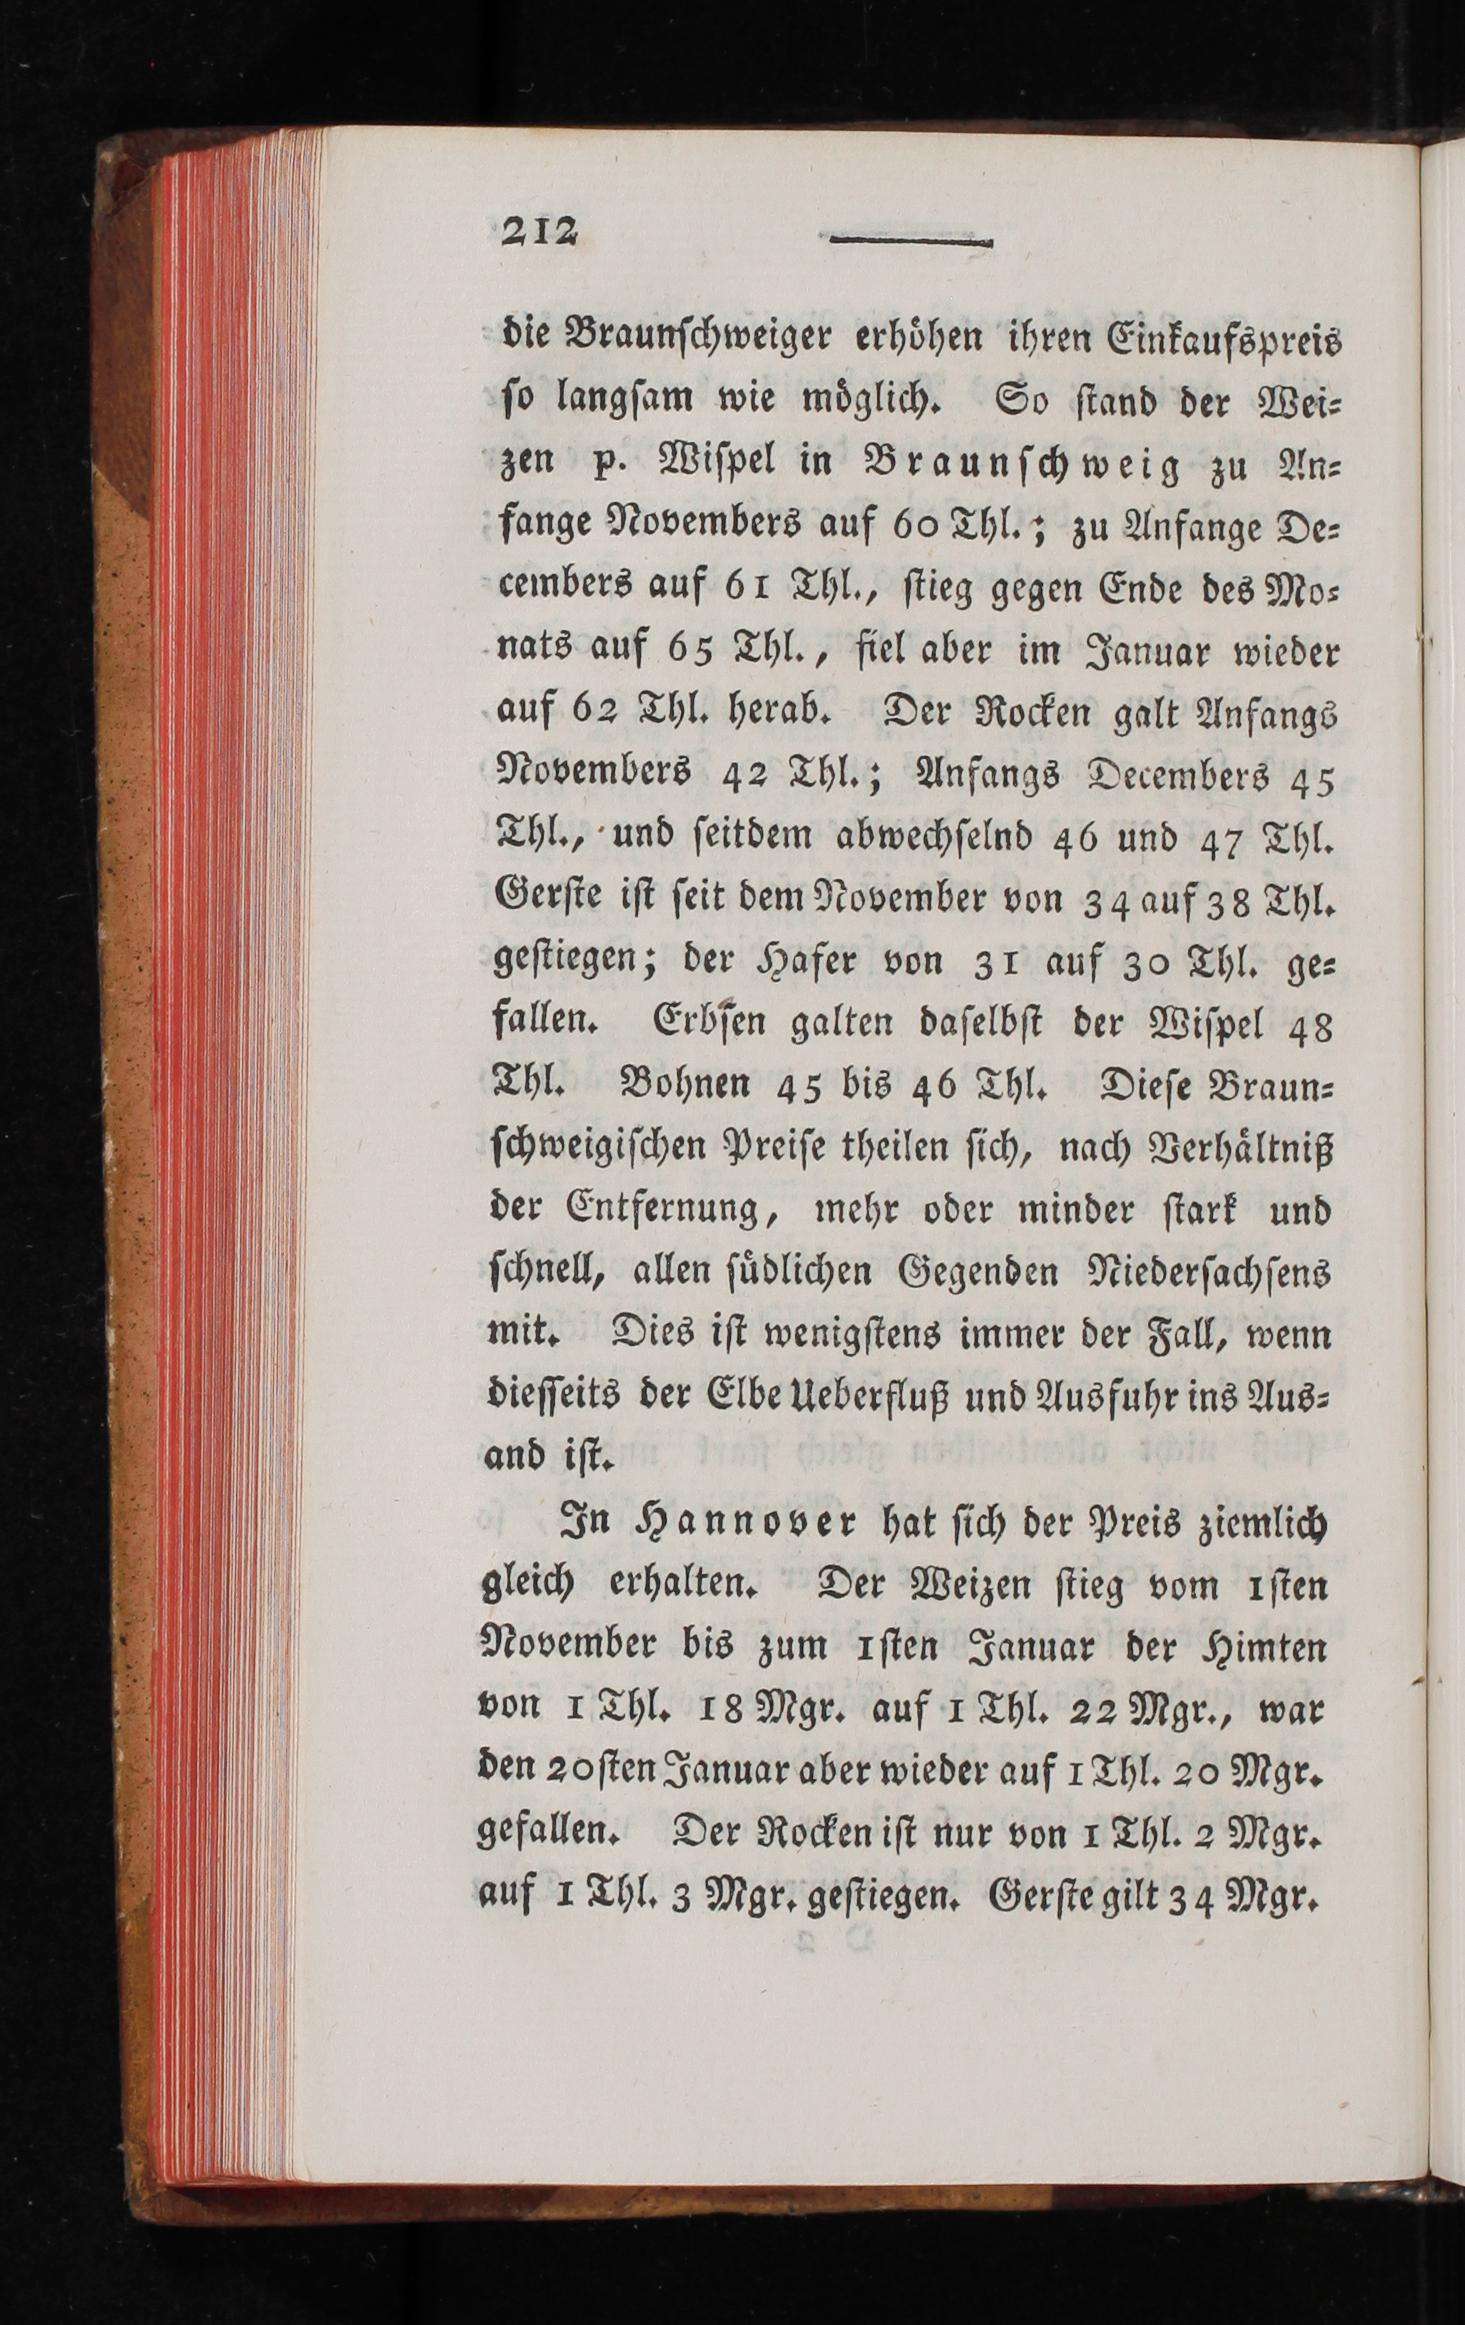 212
die Braunſchweiger erhöhen ihren Einkaufspreis
ſo langſam wie möglich. So ſtand der Wei⸗
zen p. Wiſpel in Braunſchweig zu An⸗
fange Novembers auf 60 Thl.; zu Anfange De⸗
cembers auf 61 Thl., ſtieg gegen Ende des Mo⸗
nats auf 65 Thl., fiel aber im Januar wieder
auf 62 Thl. herab. Der Rocken galt Anfangs
Novembers 42 Thl.; Anfangs Decembers 45
Thl., und ſeitdem abwechſelnd 46 und 47 Thl.
Gerſte iſt ſeit dem November von 34 auf 38 Thl.
geſtiegen; der Hafer von 31 auf 30 Thl. ge⸗
fallen. Erbſen galten daſelbſt der Wiſpel 48
Thl. Bohnen 45 bis 46 Thl. Dieſe Braun⸗
ſchweigiſchen Preiſe theilen ſich, nach Verhältniß
der Entfernung, mehr oder minder ſtark und
ſchnell, allen ſüdlichen Gegenden Niederſachſens
mit. Dies iſt wenigſtens immer der Fall, wenn
dieſſeits der Elbe Ueberfluß und Ausfuhr ins Aus⸗
and iſt.
In Hannover hat ſich der Preis ziemlich
gleich erhalten. Der Weizen ſtieg vom 1ſten
November bis zum 1ſten Januar der Himten
von 1 Thl. 18 Mgr. auf 1 Thl. 22 Mgr., war
den 20ſten Januar aber wieder auf 1 Thl. 20 Mgr.
gefallen. Der Rocken iſt nur von 1 Thl. 2 Mgr.
auf 1 Thl. 3 Mgr. geſtiegen. Gerſte gilt 34 Mgr.